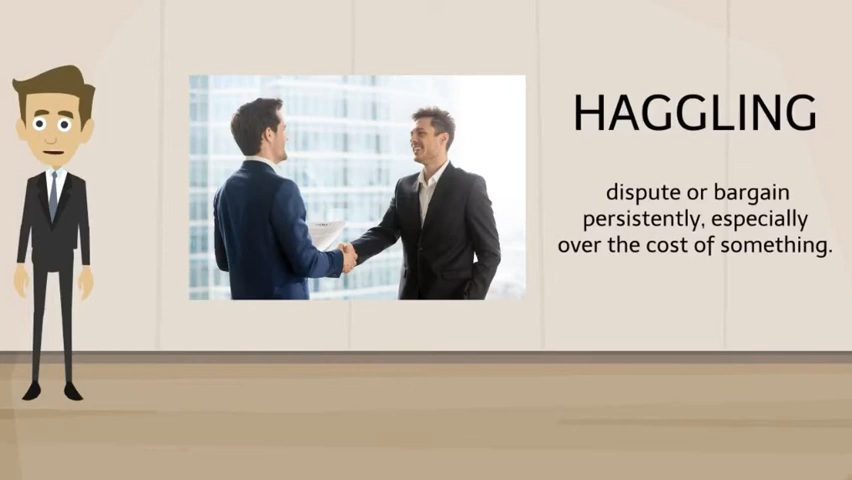 HAGGLING
dispute or bargain
persistently, especially
over the cost of something.